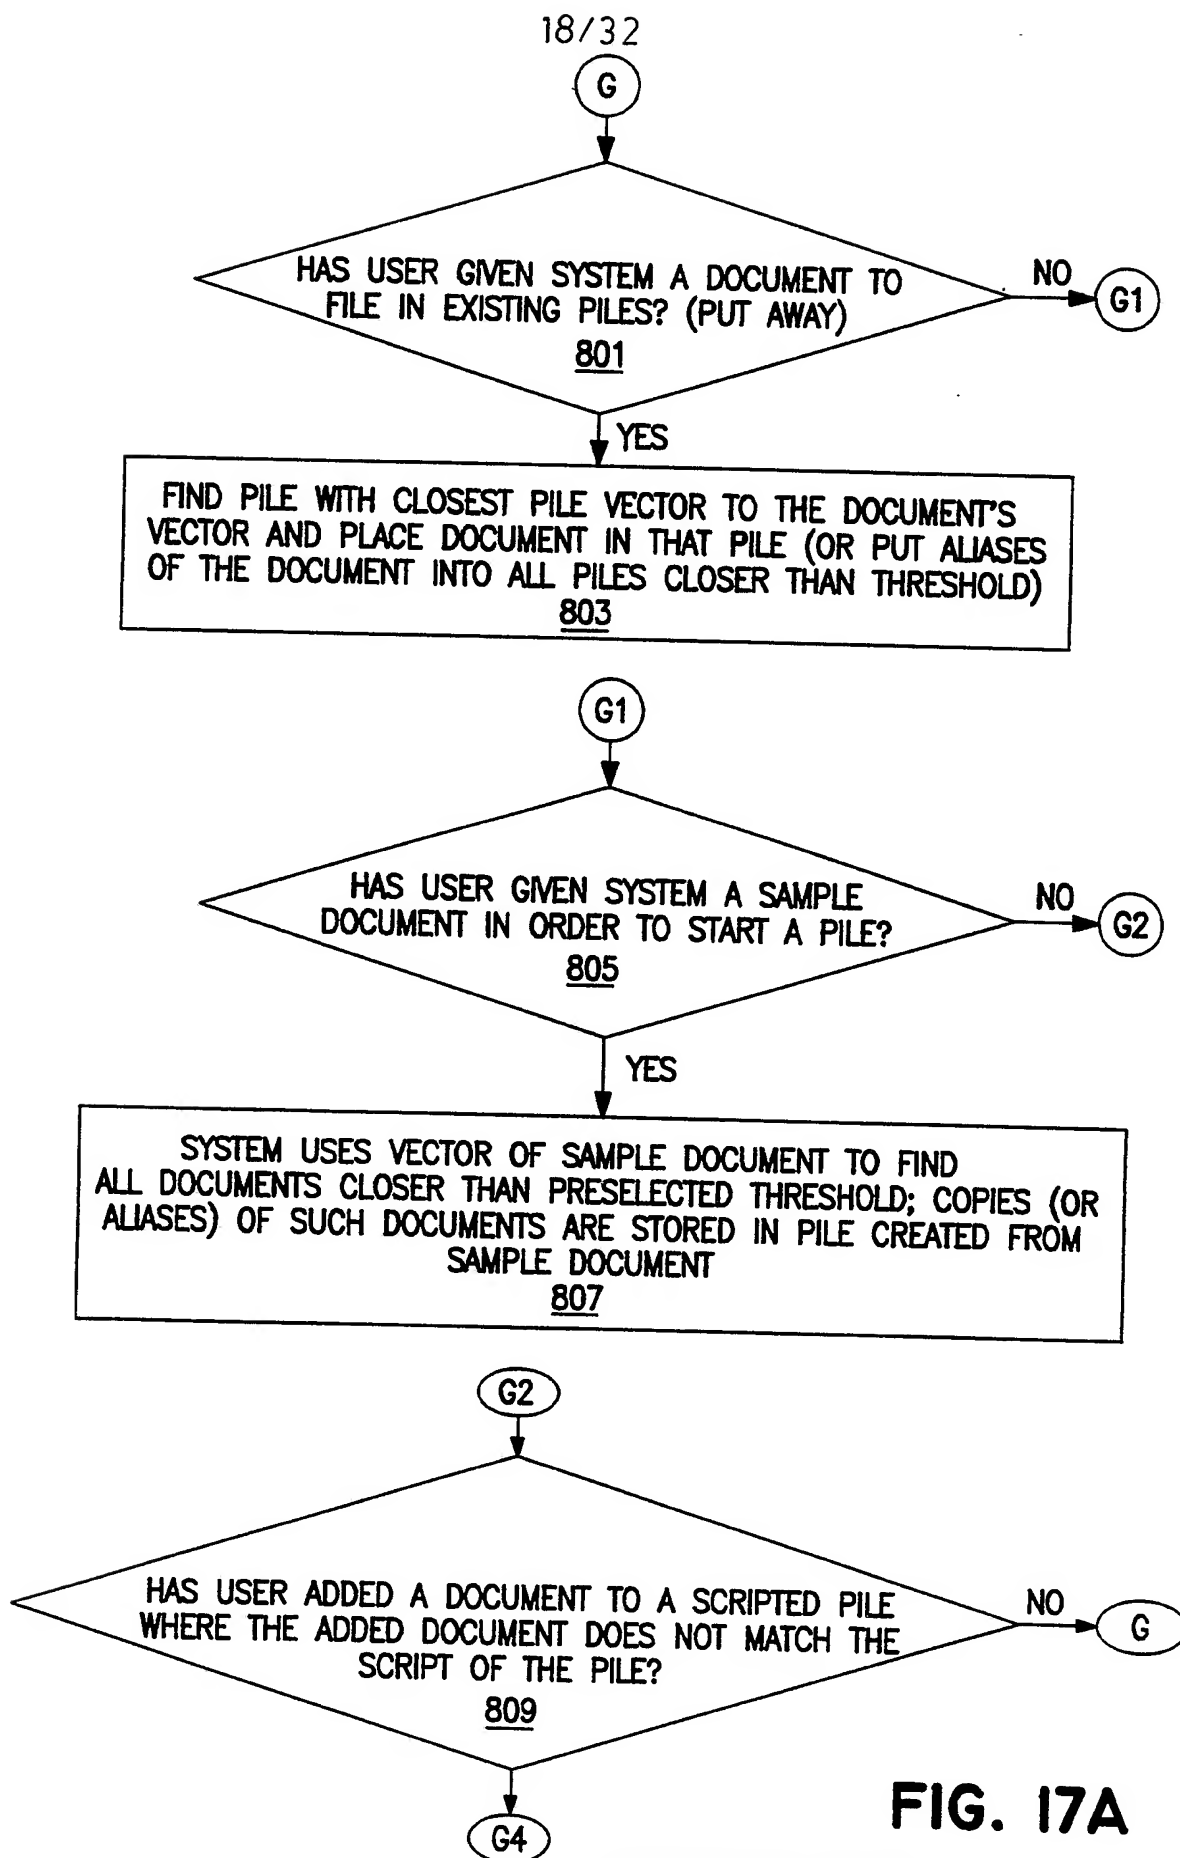 18/32
G
HAS USER GIVEN SYSTEM A DOCUMENT TO
FILE IN EXISTING PILES? (PUT AWAY)
801
NO
G1
YES
FIND PILE WITH CLOSEST PILE VECTOR TO THE DOCUMENT'S
VECTOR AND PLACE DOCUMENT IN THAT PILE (OR PUT ALIASES
OF THE DOCUMENT INTO ALL PILES CLOSER THAN THRESHOLD)
803
G1
HAS USER GIVEN SYSTEM A SAMPLE
DOCUMENT IN ORDER TO START A PILE?
805
NO
G2
YES
SYSTEM USES VECTOR OF SAMPLE DOCUMENT TO FIND
ALL DOCUMENTS CLOSER THAN PRESELECTED THRESHOLD; COPIES (OR
ALIASES) OF SUCH DOCUMENTS ARE STORED IN PILE CREATED FROM
SAMPLE DOCUMENT
807
G2
HAS USER ADDED A DOCUMENT TO A SCRIPTED PILE
WHERE THE ADDED DOCUMENT DOES NOT MATCH THE
SCRIPT OF THE PILE?
809
NO
G
G4
FIG. 17A